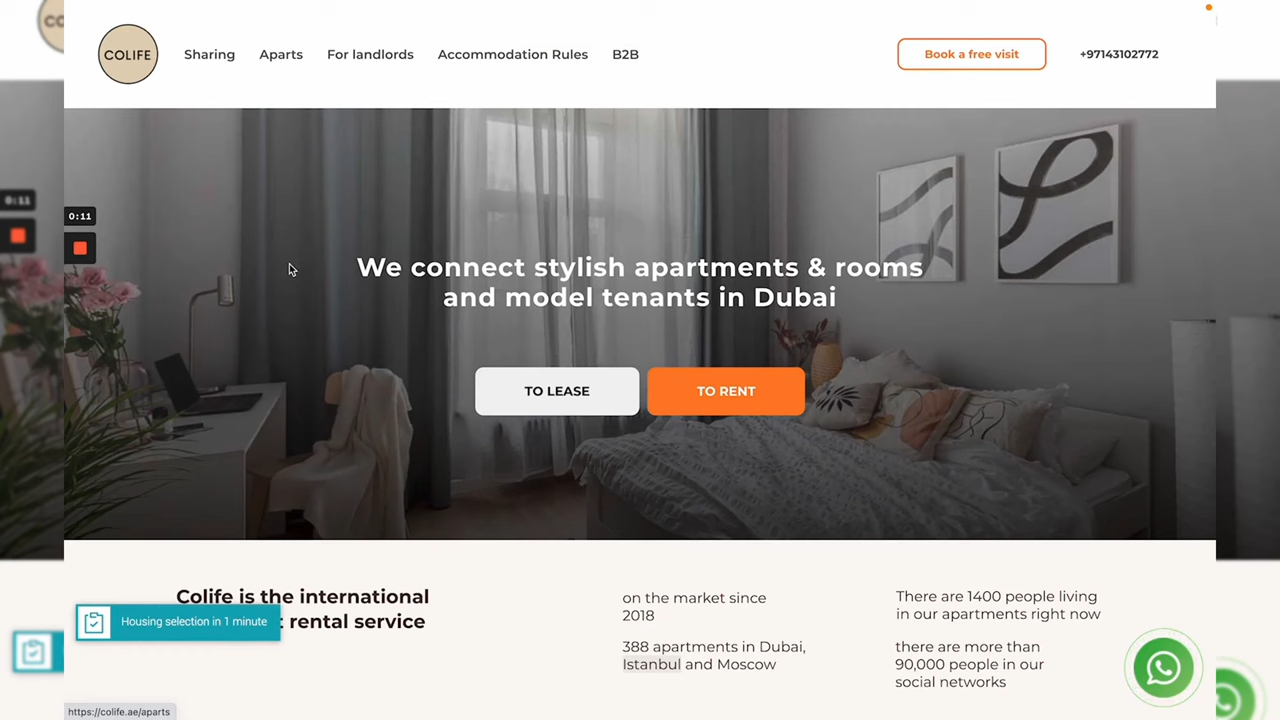 COLIFE
Sharing
Aparts
For landlords
Accommodation Rules
B2B
Book a free visit
+97143102772
0:11
0:11
We connect stylish apartments & rooms
and model tenants in Dubai
TO LEASE
TO RENT
Colife is the international
rental service
Housing selection in 1 minute
on the market since
2018
388 apartments in Dubai,
Istanbul and Moscow
There are 1400 people living
in our apartments right now
there are more than
90,000 people in our
social networks
https://colife.ae/aparts